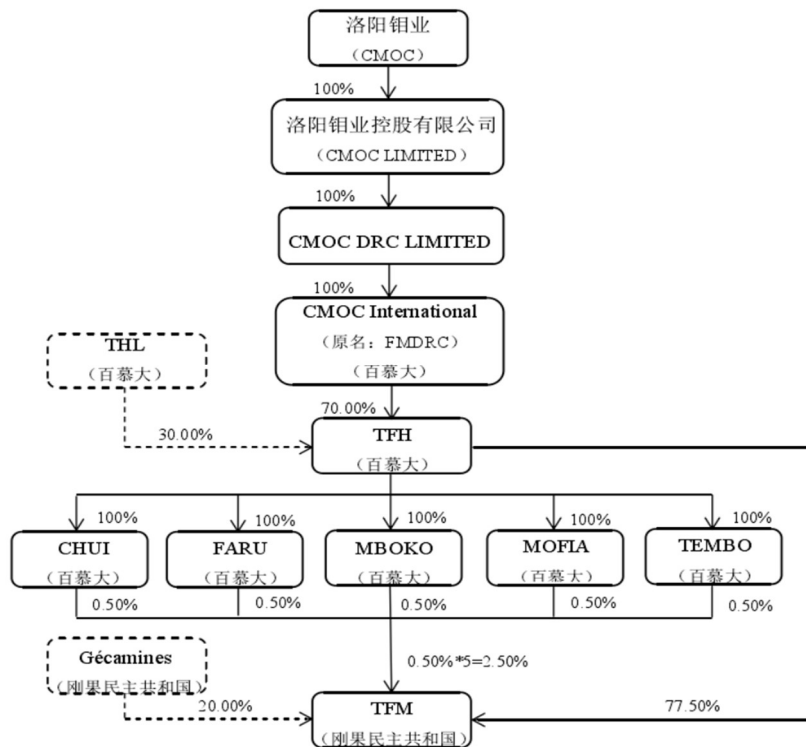 洛阳钼业
（CMOC）
100%
洛阳钼业控股有限公司
（CMOC LIMITED）
100%
CMOC DRC LIMITED
100%
CMOC International
（原名：FMDRC）
（百慕大）
THL
（百慕大）
70.00%
30.00%
TFH
（百慕大）
100%
100%
100%
100%
100%
CHUI
（百慕大）
FARU
（百慕大）
MBOKO
（百慕大）
MOFIA
（百慕大）
TEMBO
（百慕大）
0.50%
0.50%
0.50%
0.50%
0.50%
Gécamines
（刚果民主共和国）
0.50%*5=2.50%
20.00%
TFM
（刚果民主共和国）
77.50%